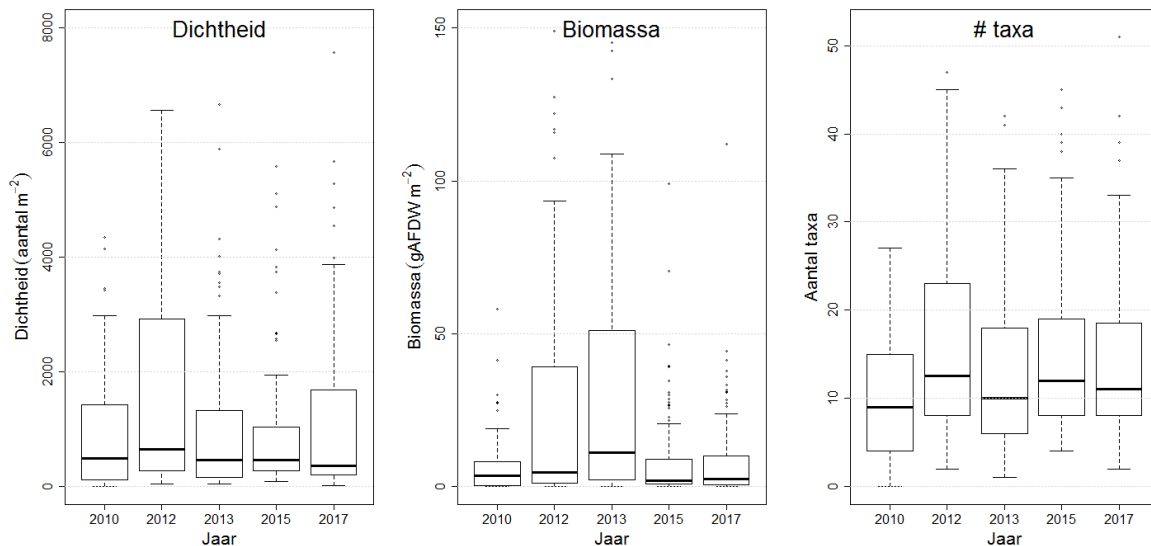 Dichtheid
Dichtheid (aantal m⁻²)
8000
6000
4000
2000
0
2010 2012 2013 2015 2017
Jaar
Biomassa
Biomassa (gAFDW m⁻²)
150
100
50
0
2010 2012 2013 2015 2017
Jaar
# taxa
Aantal taxa
50
40
30
20
10
0
2010 2012 2013 2015 2017
Jaar